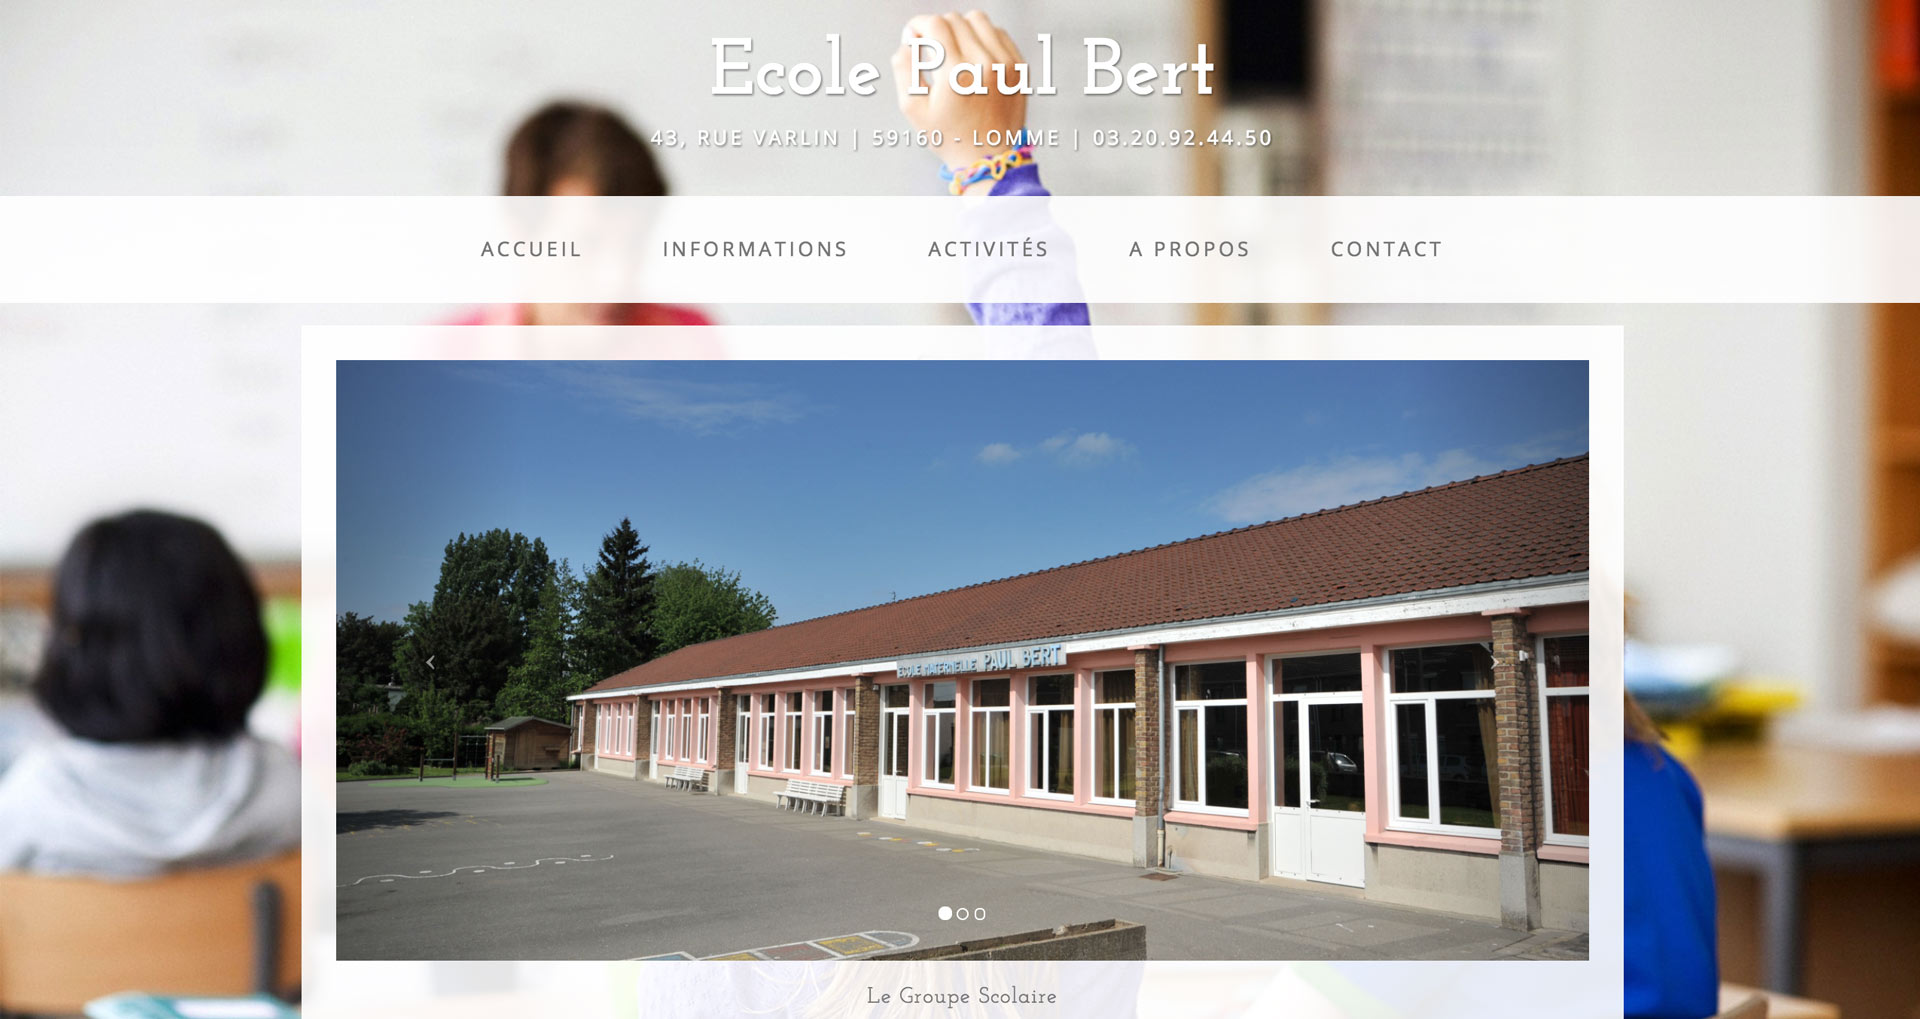 Ecole Paul Bert
43, RUE VARLIN | 59160 - LOMME | 03.20.92.44.50
ACCUEIL INFORMATIONS ACTIVITÉS A PROPOS CONTACT
ECOLE MATERNELLE PAUL BERT
Le Groupe Scolaire